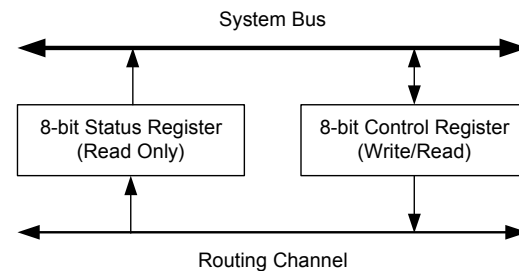 System Bus
8-bit Status Register
(Read Only)
8-bit Control Register
(Write/Read)
Routing Channel